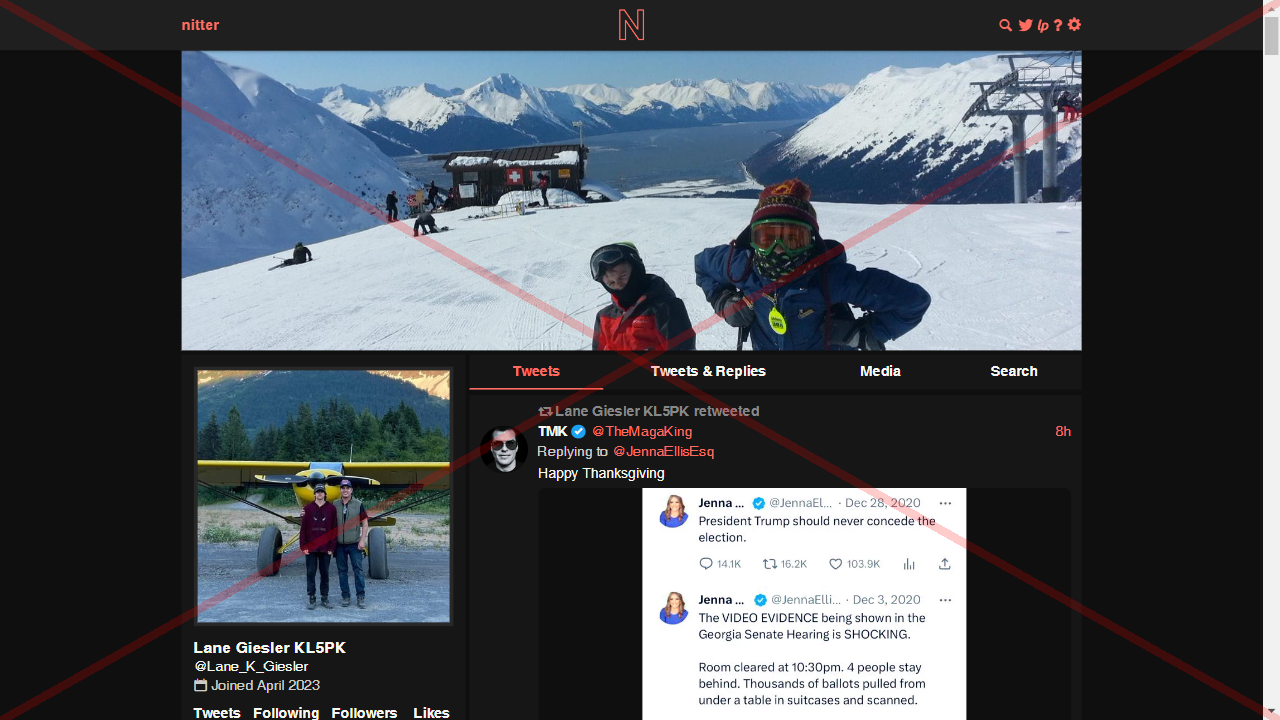 nitter
N
lp ?
Tweets
Tweets & Replies
Media
Search
Lane Giesler KL5PK retweeted
TMK @TheMagaKing 8h
Replying to @JennaEllisEsq
Happy Thanksgiving
Jenna ... @JennaEl... · Dec 28, 2020 ...
President Trump should never concede the
election.
14.1K 16.2K 103.9K
Jenna ... @JennaElli... · Dec 3, 2020 ...
The VIDEO EVIDENCE being shown in the
Georgia Senate Hearing is SHOCKING.
Room cleared at 10:30pm. 4 people stay
behind. Thousands of ballots pulled from
under a table in suitcases and scanned.
Lane Giesler KL5PK
@Lane_K_Giesler
Joined April 2023
Tweets Following Followers Likes